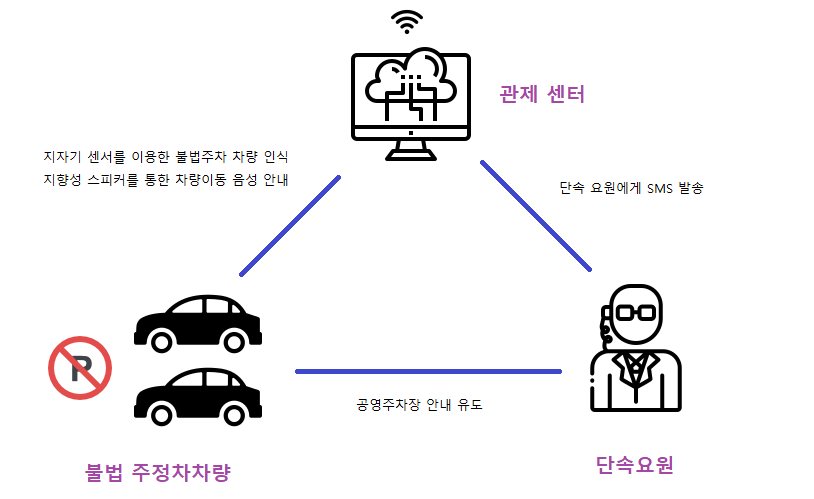 관제 센터
지자기 센서를 이용한 불법주차 차량 인식
지향성 스피커를 통한 차량이동 음성 안내
단속 요원에게 SMS 발송
P
공영주차장 안내 유도
불법 주정차차량
단속요원